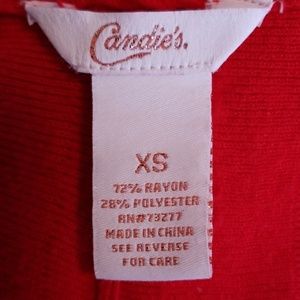 Candie's.
XS
72% RAYON
28% POLYESTER
RN#73277
MADE IN CHINA
SEE REVERSE
FOR CARE